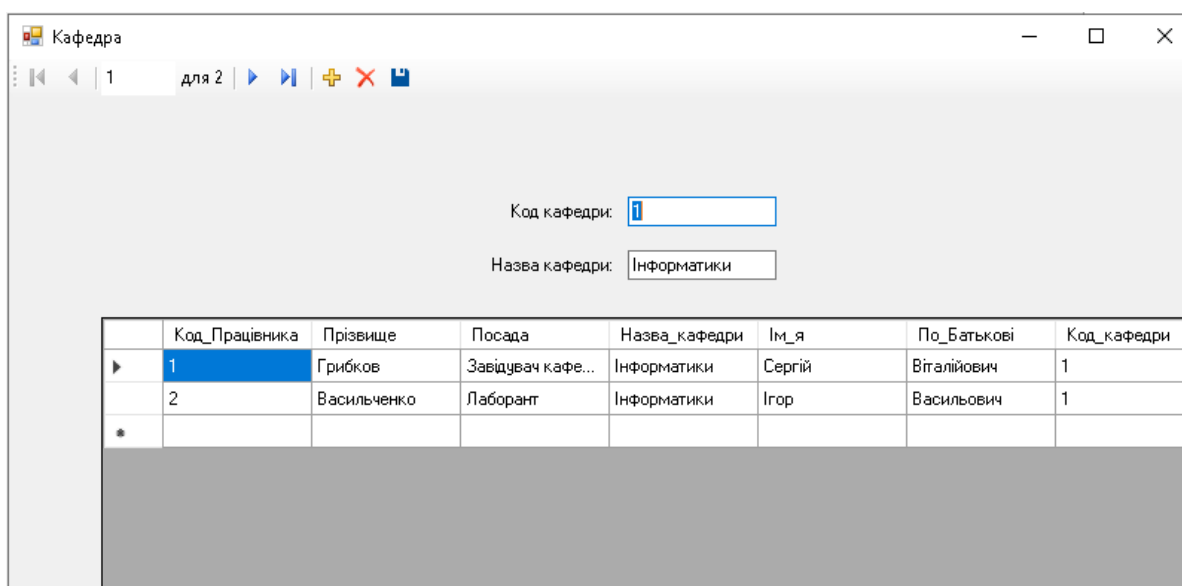 Кафедра
1 для 2
Код кафедри: 1
Назва кафедри: Інформатики
Код_Працівника Прізвище Посада Назва_кафедри Ім_я По_Батькові Код_кафедри
1 Грибков Завідувач кафе... Інформатики Сергій Віталійович 1
2 Васильченко Лаборант Інформатики Ігор Васильович 1